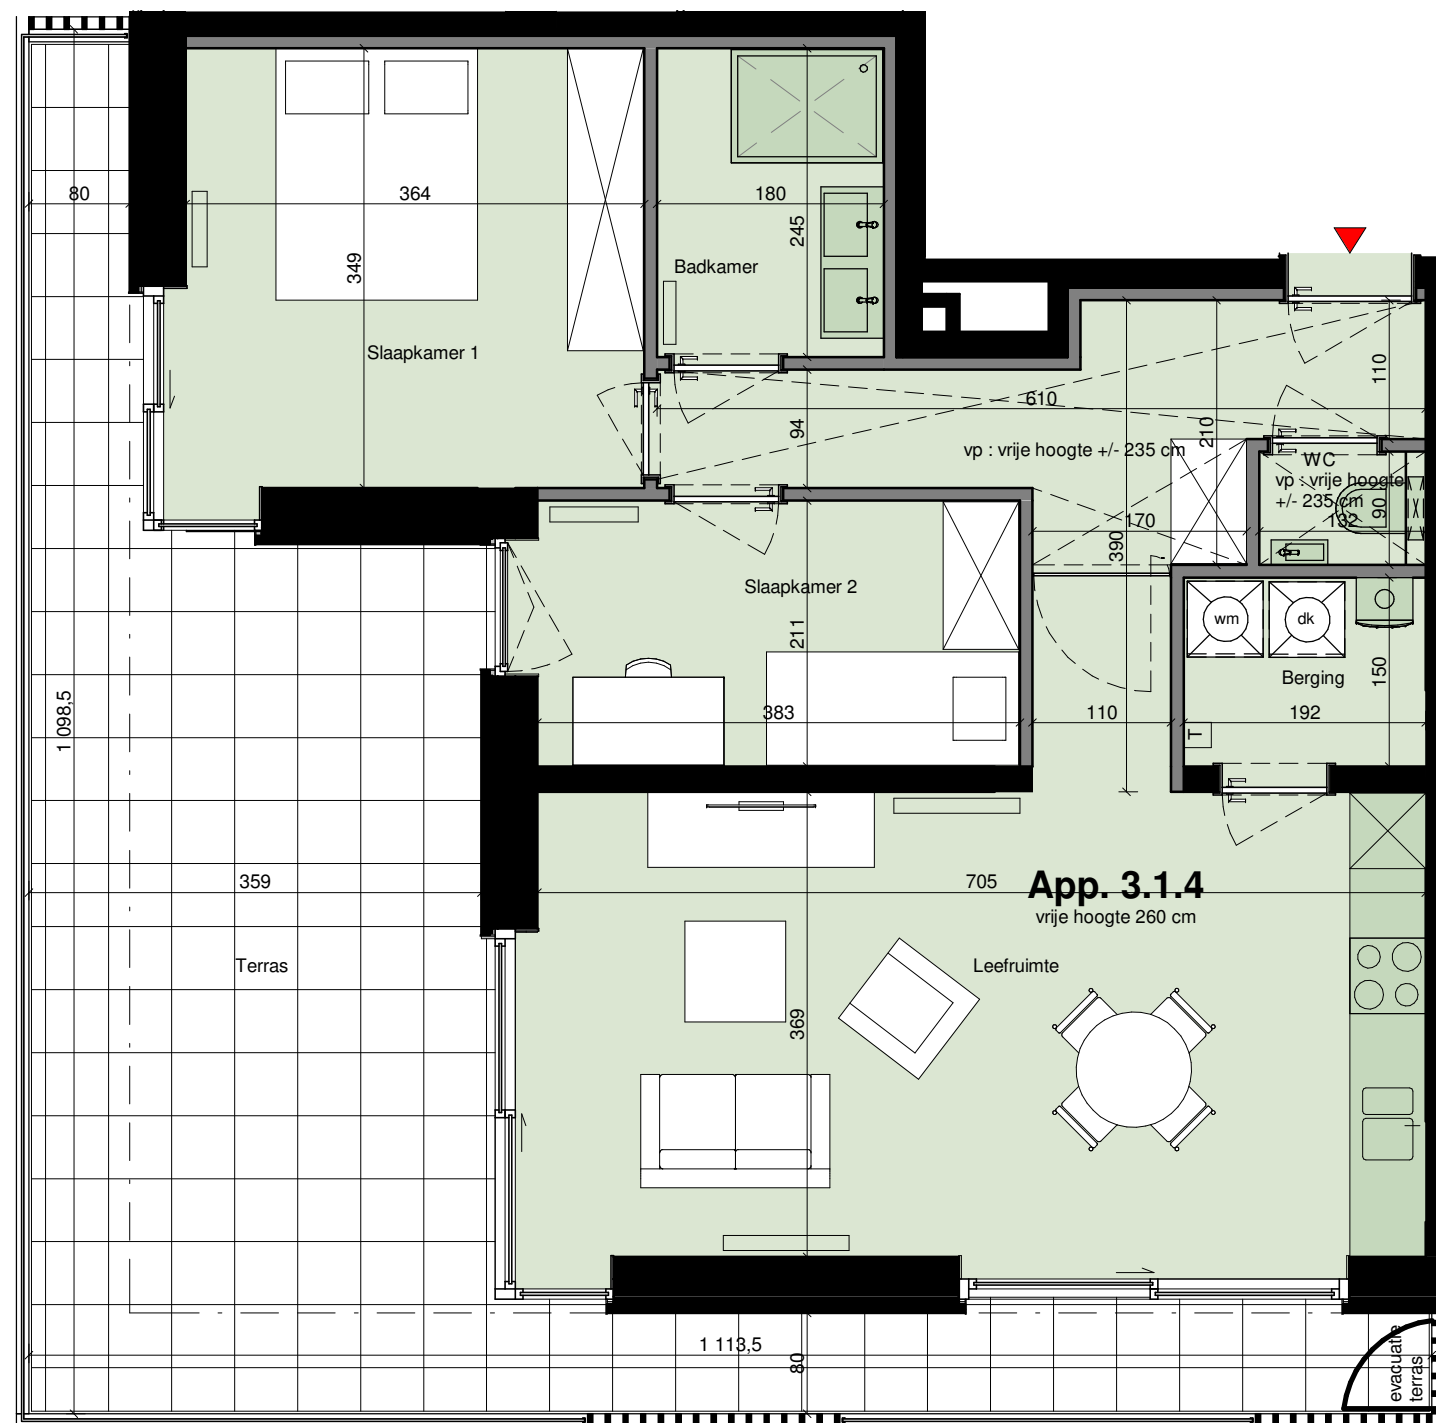 80
364
180
245
349
Badkamer
Slaapkamer 1
110
610
94
210
vp : vrije hoogte +/- 235 cm
WC
vp : vrije hoogte
+/- 235 cm
90
132
170
390
Slaapkamer 2
211
wm
dk
150
Berging
1 098,5
383
110
192
T
359
705
App. 3.1.4
vrije hoogte 260 cm
Terras
Leefruimte
369
1 113,5
80
evacuatie
terras